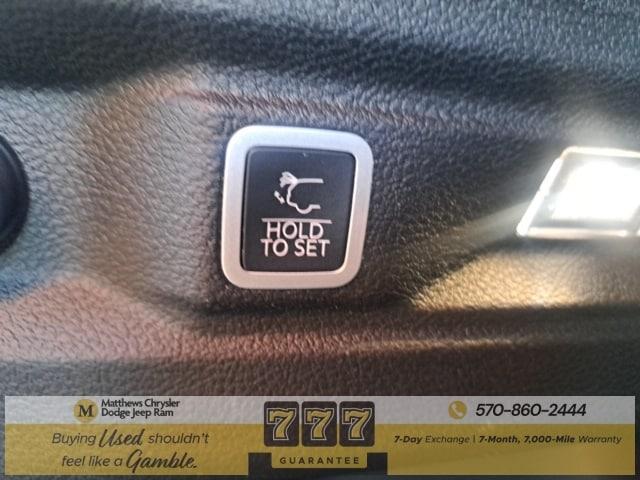 HOLD
TO SET
M Matthews Chrysler
Dodge Jeep Ram
Buying Used shouldn't
feel like a Gamble.
777
GUARANTEE
570-860-2444
7-Day Exchange | 7-Month, 7,000-Mile Warranty